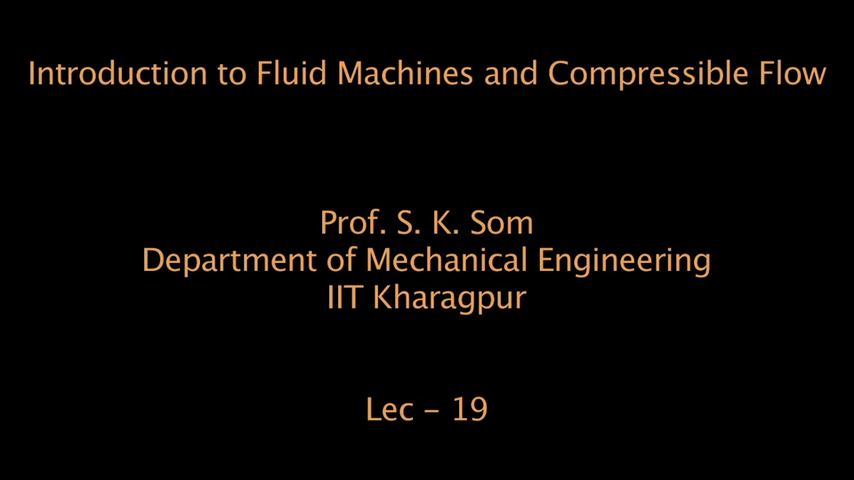 Introduction to Fluid Machines and Compressible Flow
Prof. S. K. Som
Department of Mechanical Engineering
IIT Kharagpur
Lec – 19